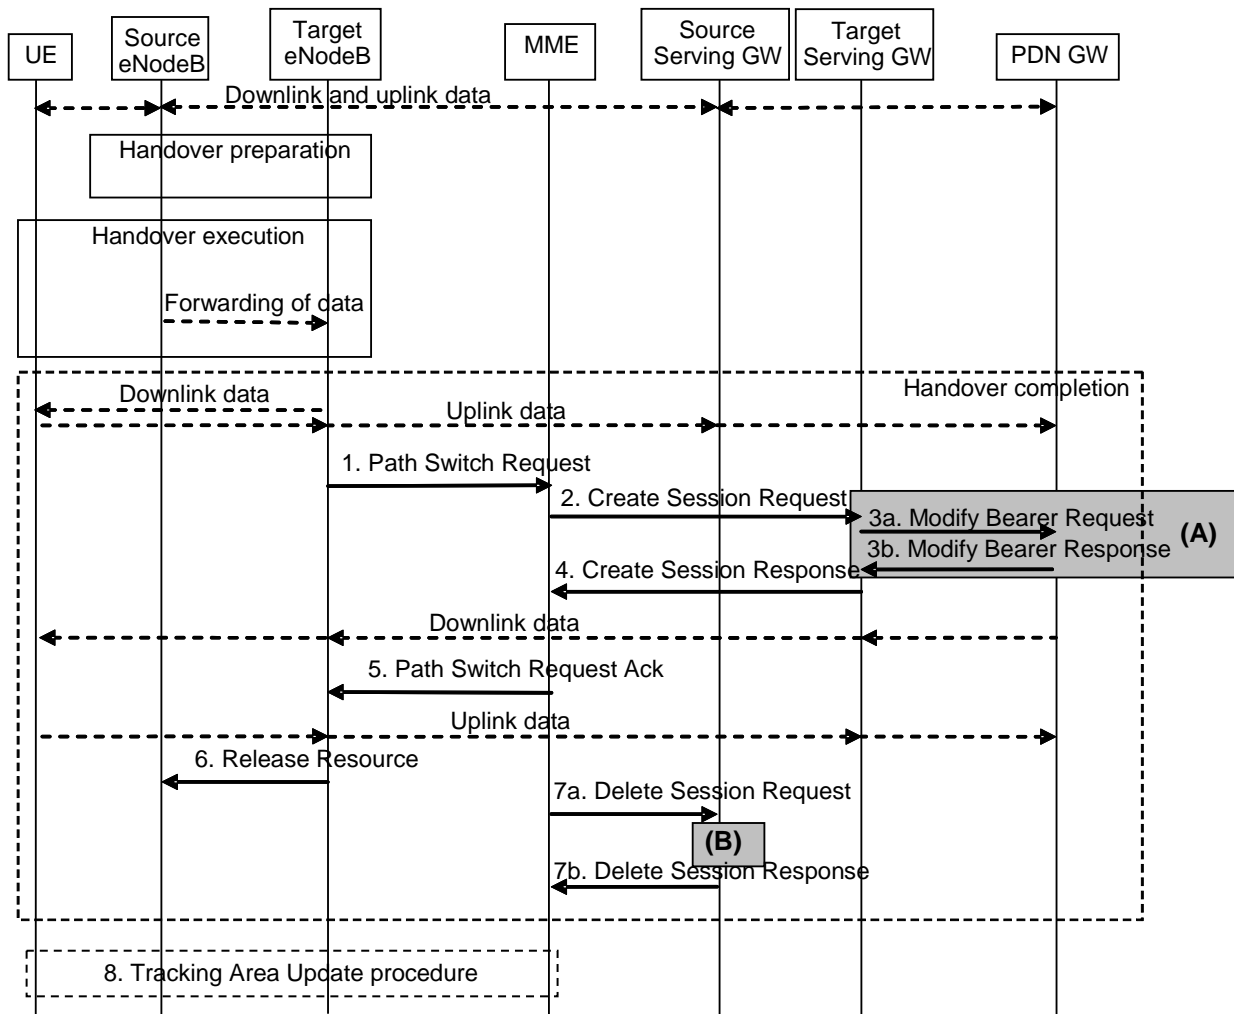 UE
Source
eNodeB
Target
eNodeB
MME
Source
Serving GW
Target
Serving GW
PDN GW
Downlink and uplink data
Handover preparation
Handover execution
Forwarding of data
Handover completion
Downlink data
Uplink data
1. Path Switch Request
2. Create Session Request
3a. Modify Bearer Request
(A)
3b. Modify Bearer Response
4. Create Session Response
Downlink data
5. Path Switch Request Ack
Uplink data
6. Release Resource
7a. Delete Session Request
(B)
7b. Delete Session Response
8. Tracking Area Update procedure